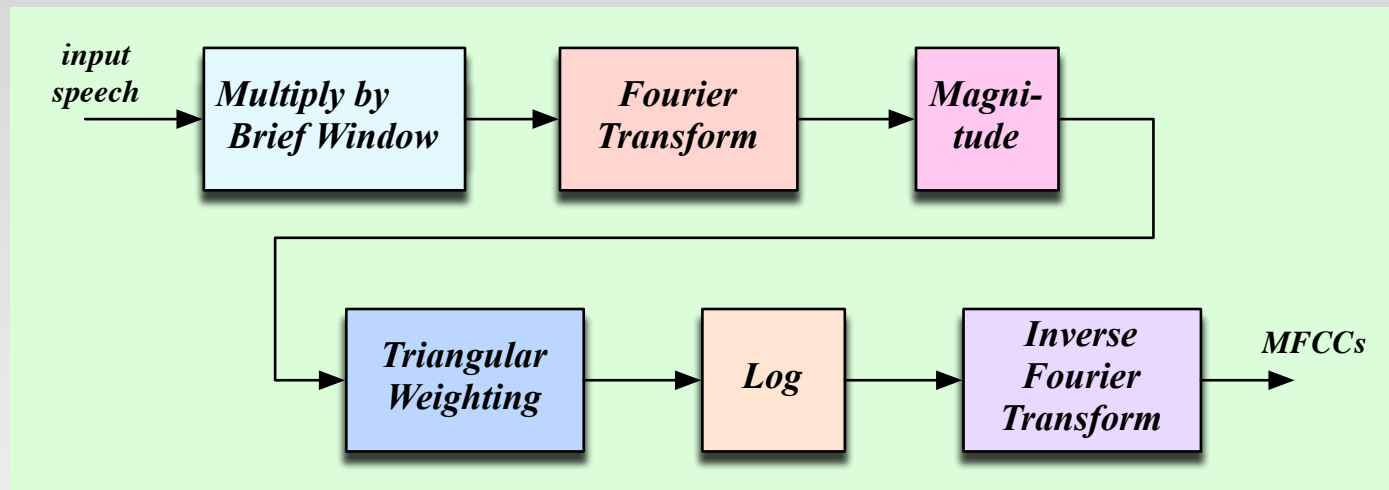 input
speech
Multiply by
Brief Window
Fourier
Transform
Magni-
tude
Triangular
Weighting
Log
Inverse
Fourier
Transform
MFCCs